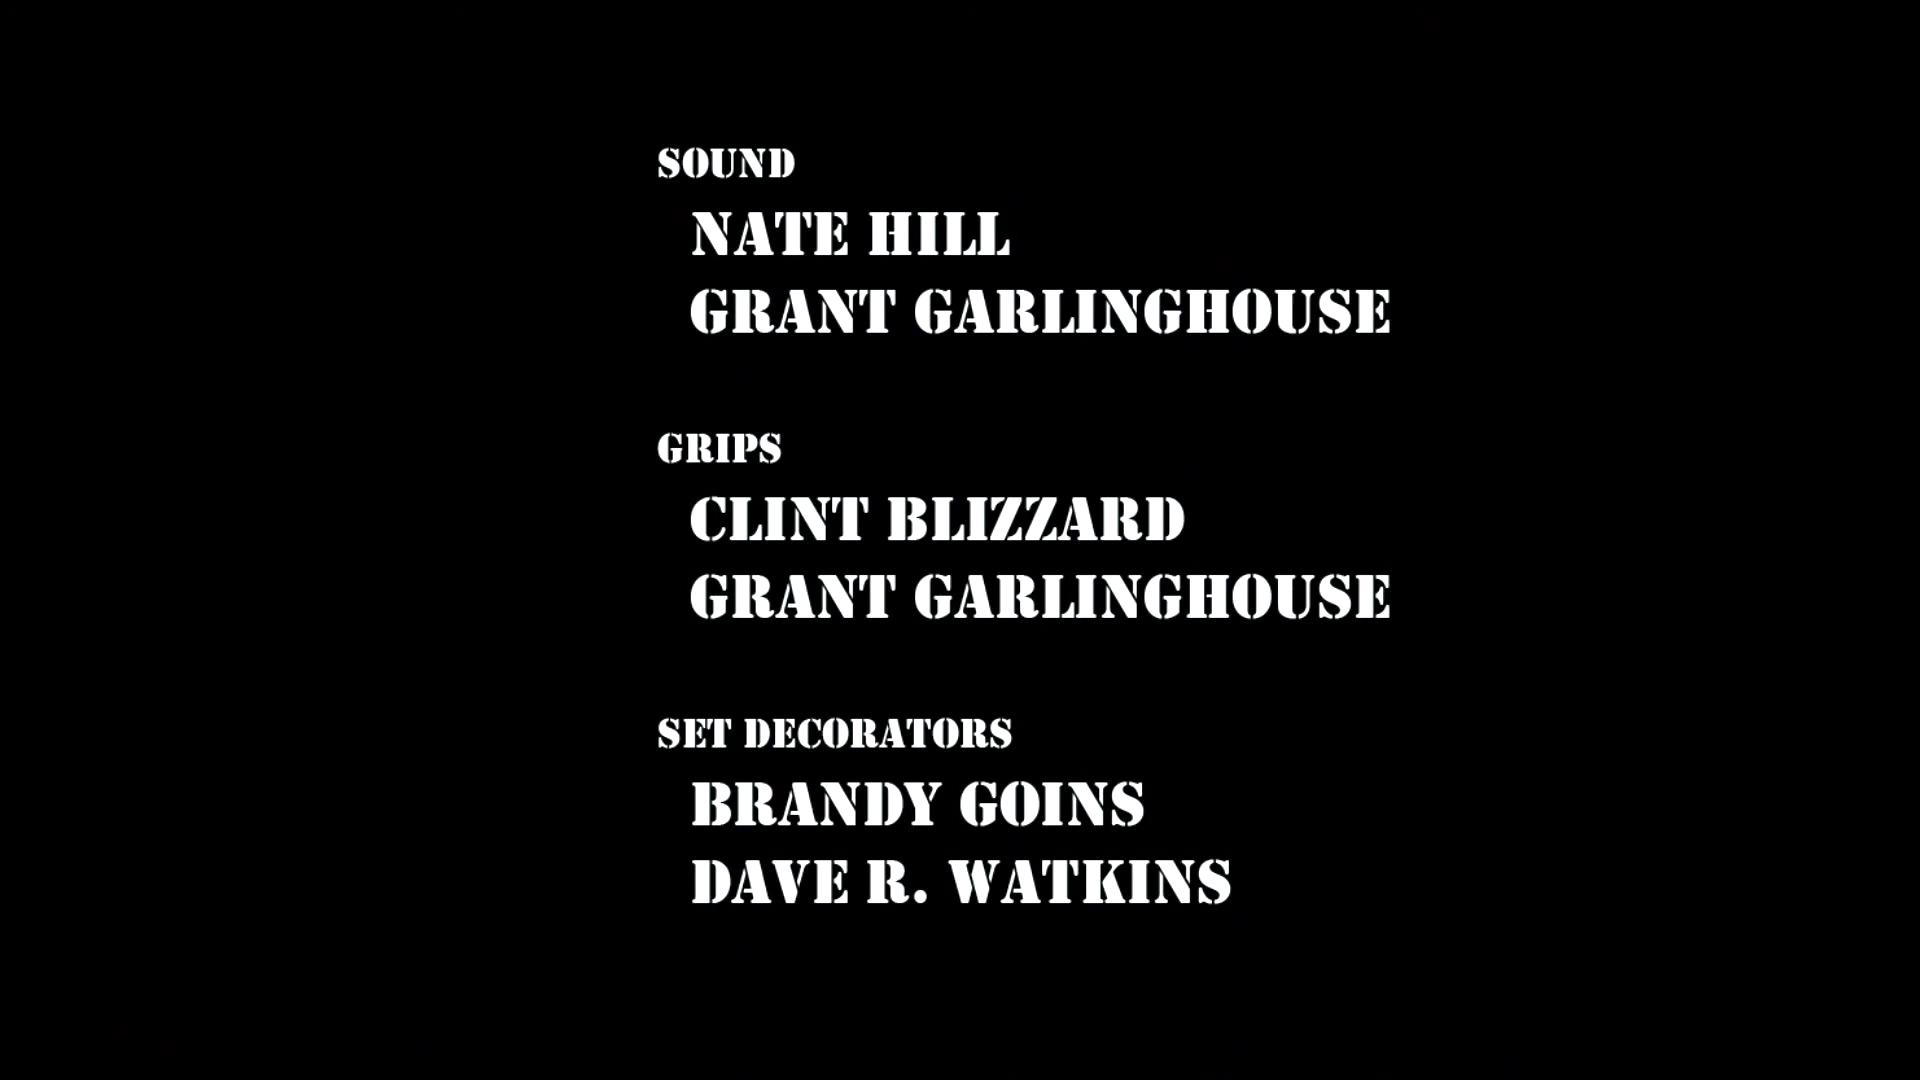 SOUND
NATE HILL
GRANT GARLINGHOUSE
GRIPS
CLINT BLIZZARD
GRANT GARLINGHOUSE
SET DECORATORS
BRANDY GOINS
DAVE R. WATKINS